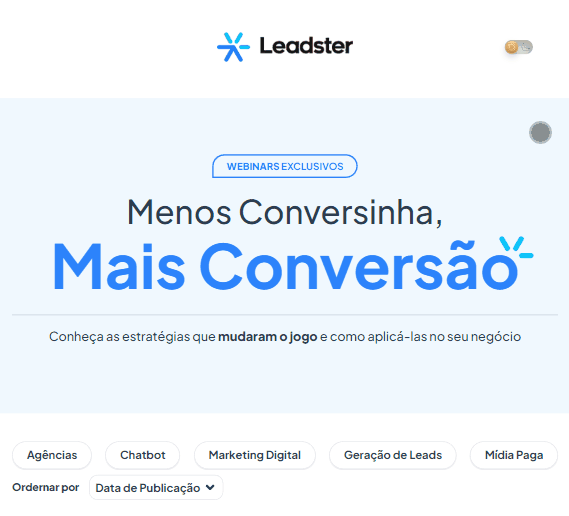 Leadster
WEBINARS EXCLUSIVOS
Menos Conversinha,
Mais Conversão
Conheça as estratégias que mudaram o jogo e como aplicá-las no seu negócio
Agências
Chatbot
Marketing Digital
Geração de Leads
Mídia Paga
Ordernar por
Data de Publicação